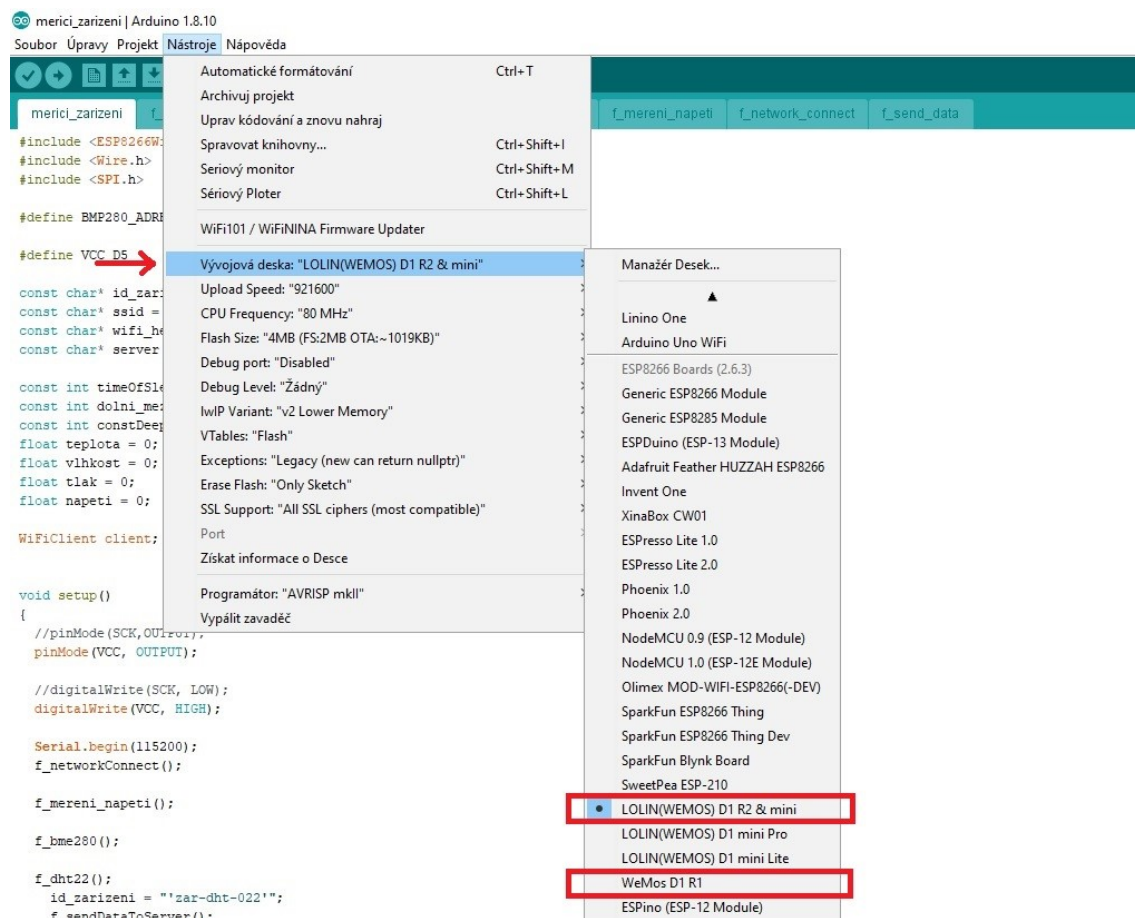 merici_zarizeni | Arduino 1.8.10
Soubor Úpravy Projekt Nástroje Nápověda
merici_zarizeni
f_mereni_napeti f_network_connect f_send_data
#include <ESP8266W
#include <Wire.h>
#include <SPI.h>
#define BMP280_ADR
#define VCC D5
const char* id_zar
const char* ssid =
const char* wifi_he
const char* server
const int timeOfSle
const int dolni_me
const int constDeep
float teplota = 0;
float vlhkost = 0;
float tlak = 0;
float napeti = 0;
WiFiClient client;
void setup()
{
//pinMode(SCK,OUTPUT);
pinMode(VCC, OUTPUT);
//digitalWrite(SCK, LOW);
digitalWrite(VCC, HIGH);
Serial.begin(115200);
f_networkConnect();
f_mereni_napeti();
f_bme280();
f_dht22();
id_zarizeni = "'zar-dht-022'";
f_sendDataToServer();
Automatické formátování Ctrl+T
Archivuj projekt
Uprav kódování a znovu nahraj
Spravovat knihovny... Ctrl+Shift+I
Seriový monitor Ctrl+Shift+M
Sériový Ploter Ctrl+Shift+L
WiFi101 / WiFiNINA Firmware Updater
Vývojová deska: "LOLIN(WEMOS) D1 R2 & mini"
Upload Speed: "921600"
CPU Frequency: "80 MHz"
Flash Size: "4MB (FS:2MB OTA:~1019KB)"
Debug port: "Disabled"
Debug Level: "Žádný"
lwIP Variant: "v2 Lower Memory"
VTables: "Flash"
Exceptions: "Legacy (new can return nullptr)"
Erase Flash: "Only Sketch"
SSL Support: "All SSL ciphers (most compatible)"
Port
Získat informace o Desce
Programátor: "AVRISP mkII"
Vypálit zavaděč
Manažér Desek...
Linino One
Arduino Uno WiFi
ESP8266 Boards (2.6.3)
Generic ESP8266 Module
Generic ESP8285 Module
ESPDuino (ESP-13 Module)
Adafruit Feather HUZZAH ESP8266
Invent One
XinaBox CW01
ESPresso Lite 1.0
ESPresso Lite 2.0
Phoenix 1.0
Phoenix 2.0
NodeMCU 0.9 (ESP-12 Module)
NodeMCU 1.0 (ESP-12E Module)
Olimex MOD-WIFI-ESP8266(-DEV)
SparkFun ESP8266 Thing
SparkFun ESP8266 Thing Dev
SparkFun Blynk Board
SweetPea ESP-210
LOLIN(WEMOS) D1 R2 & mini
LOLIN(WEMOS) D1 mini Pro
LOLIN(WEMOS) D1 mini Lite
WeMos D1 R1
ESPino (ESP-12 Module)